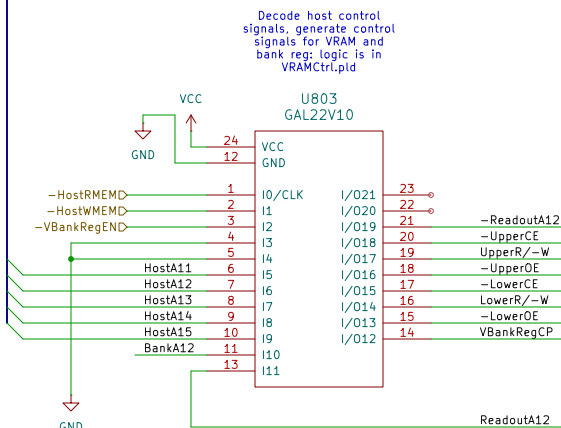 Decode host control
signals, generate control
signals for VRAM and
bank reg: logic is in
VRAMCtrl.pld
VCC
U803
GAL22V10
GND
24 VCC
12 GND
-HostRMEM 1 I0/CLK I/O21 23
-HostWMEM 2 I1 I/O20 22
-VBankRegEN 3 I2 I/O19 21 -ReadoutA12
4 I3 I/O18 20 -UpperCE
5 I4 I/O17 19 UpperR/-W
HostA11 6 I5 I/O16 18 -UpperOE
HostA12 7 I6 I/O15 17 -LowerCE
HostA13 8 I7 I/O14 16 LowerR/-W
HostA14 9 I8 I/O13 15 -LowerOE
HostA15 10 I9 I/O12 14 VBankRegCP
BankA12 11 I10
13 I11
ReadoutA12
GND